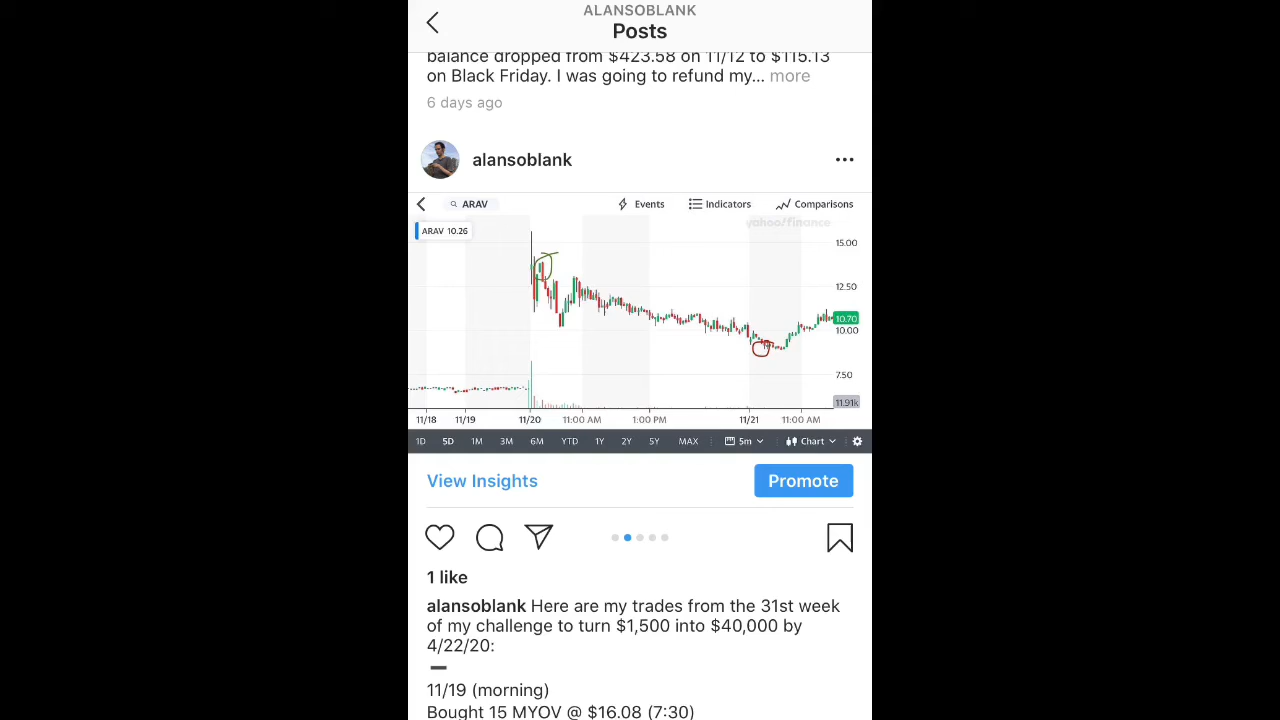 ALANSOBLANK
Posts
balance dropped from $423.58 on 11/12 to $115.13
on Black Friday. I was going to refund my... more
6 days ago
alansoblank
ARAV Events Indicators Comparisons
yahoo!finance
ARAV 10.26
15.00
12.50
10.70
10.00
7.50
11.91k
11/18 11/19 11/20 11:00 AM 1:00 PM 11/21 11:00 AM
1D 5D 1M 3M 6M YTD 1Y 2Y 5Y MAX 5m Chart
View Insights Promote
1 like
alansoblank Here are my trades from the 31st week
of my challenge to turn $1,500 into $40,000 by
4/22/20:
11/19 (morning)
Bought 15 MYOV @ $16.08 (7:30)